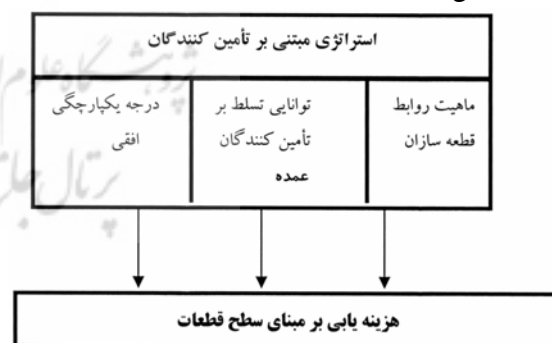 استراتژی مبتنی بر تأمین کنندگان
ماهیت روابط
قطعه سازان
توانایی تسلط بر
تأمین کنندگان
عمده
درجه یکپارچگی
افقی
هزینه یابی بر مبنای سطح قطعات